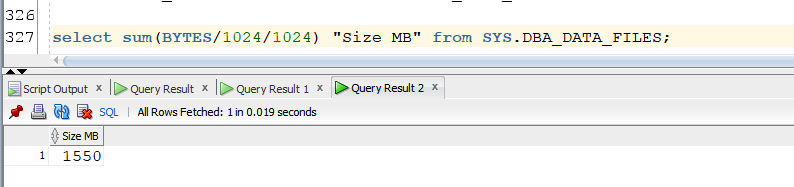 326
327 select sum(BYTES/1024/1024) "Size MB" from SYS.DBA_DATA_FILES;
Script Output x Query Result x Query Result 1 x Query Result 2 x
SQL | All Rows Fetched: 1 in 0.019 seconds
Size MB
1 1550